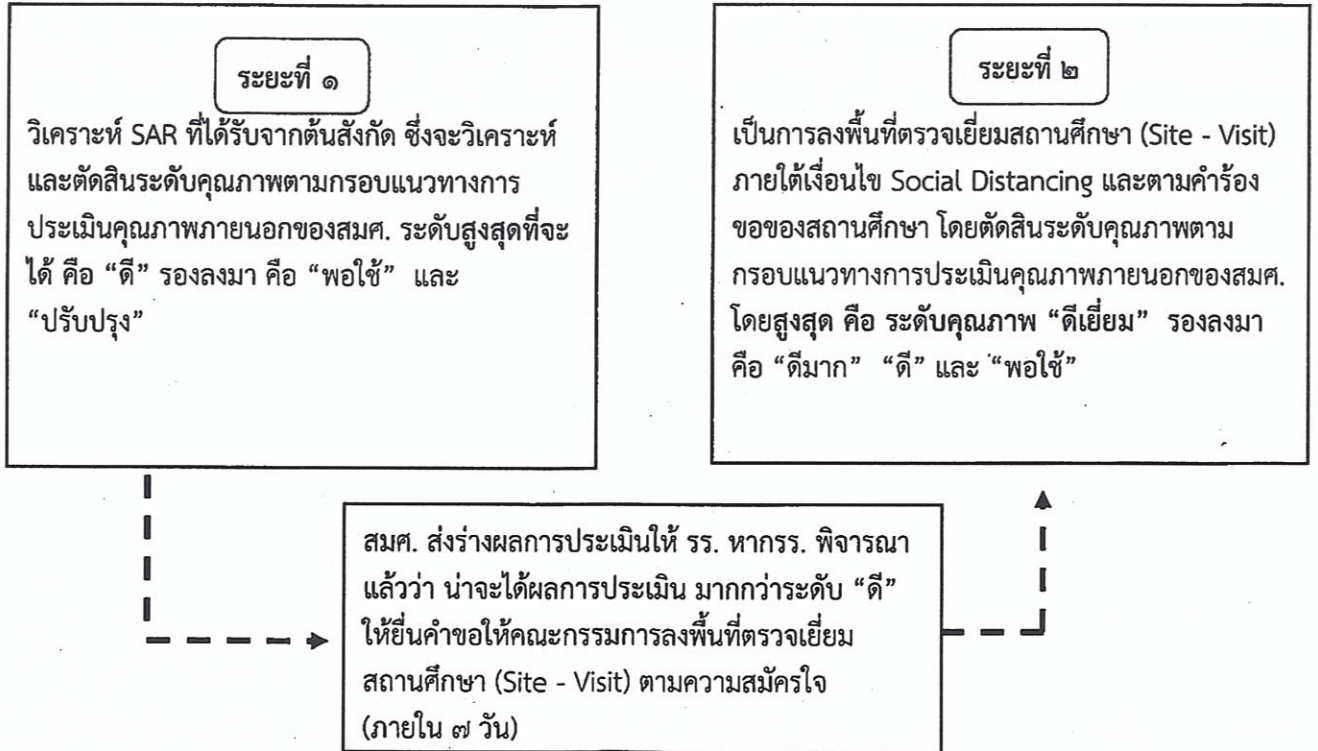 ระยะที่ ๑
วิเคราะห์ SAR ที่ได้รับจากต้นสังกัด ซึ่งจะวิเคราะห์
และตัดสินระดับคุณภาพตามกรอบแนวทางการ
ประเมินคุณภาพภายนอกของสมศ. ระดับสูงสุดที่จะ
ได้ คือ “ดี” รองลงมา คือ “พอใช้” และ
“ปรับปรุง”
ระยะที่ ๒
เป็นการลงพื้นที่ตรวจเยี่ยมสถานศึกษา (Site - Visit)
ภายใต้เงื่อนไข Social Distancing และตามคำร้อง
ขอของสถานศึกษา โดยตัดสินระดับคุณภาพตาม
กรอบแนวทางการประเมินคุณภาพภายนอกของสมศ.
โดยสูงสุด คือ ระดับคุณภาพ “ดีเยี่ยม” รองลงมา
คือ “ดีมาก” “ดี” และ “พอใช้”
สมศ. ส่งร่างผลการประเมินให้ รร. หากรร. พิจารณา
แล้วว่า น่าจะได้ผลการประเมิน มากกว่าระดับ “ดี”
ให้ยื่นคำขอให้คณะกรรมการลงพื้นที่ตรวจเยี่ยม
สถานศึกษา (Site - Visit) ตามความสมัครใจ
(ภายใน ๗ วัน)